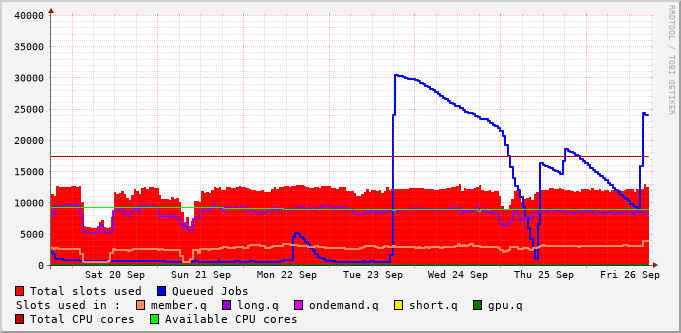 RRDTOOL / TOBI OETIKER
40000
35000
30000
25000
20000
15000
10000
5000
0
Sat 20 Sep Sun 21 Sep Mon 22 Sep Tue 23 Sep Wed 24 Sep Thu 25 Sep Fri 26 Sep
Total slots used Queued Jobs
Slots used in : member.q long.q ondemand.q short.q gpu.q
Total CPU cores Available CPU cores